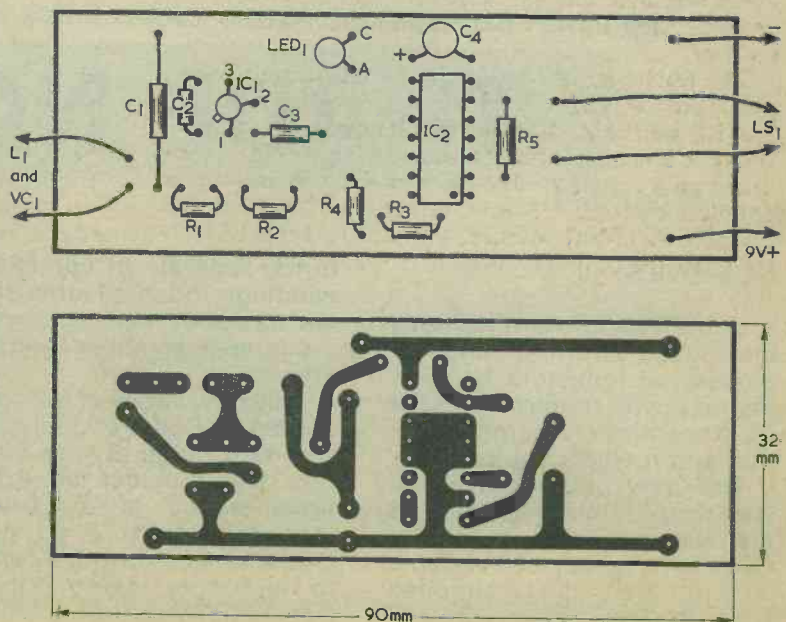 C
LED₁
A
C₄
+
−
3
IC₁
2
1
C₁
C₂
C₃
IC₂
R₅
LS₁
L₁
and
VC₁
R₁
R₂
R₄
R₃
9V+
32
mm
90mm